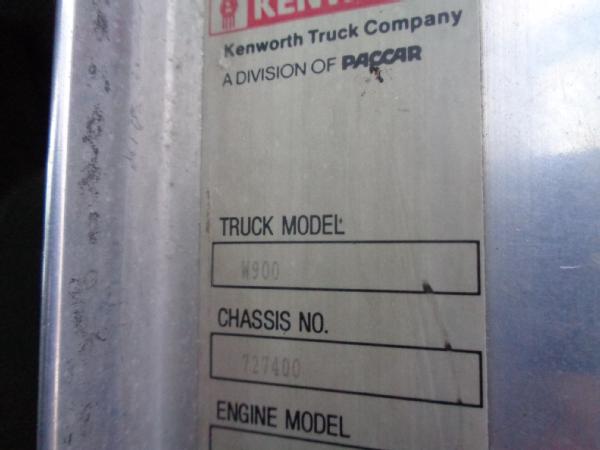 Kenworth Truck Company
A DIVISION OF PACCAR
TRUCK MODEL
W900
CHASSIS NO.
727400
ENGINE MODEL